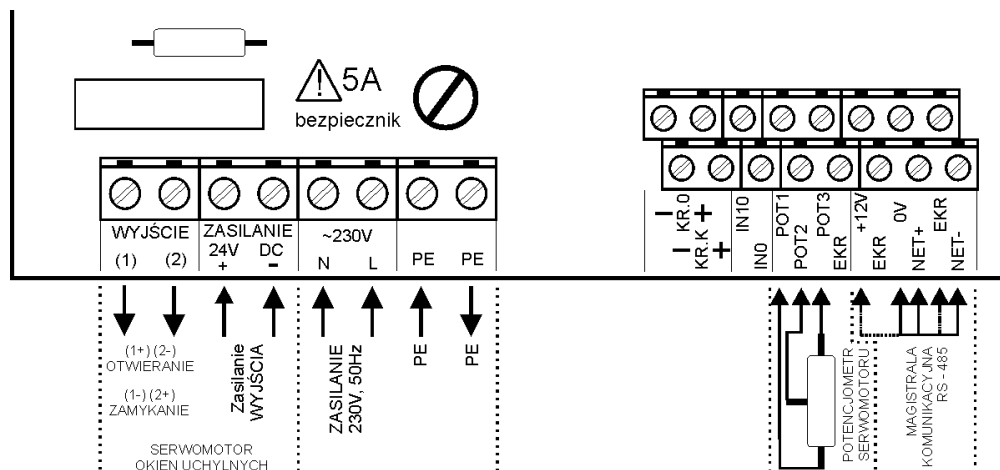 5A
bezpiecznik
WYJŚCIE
(1) (2)
ZASILANIE
24V DC
+ -
~230V
N L
PE PE
- KR.0 +
- KR.K +
IN10
IN0
POT1
POT2
POT3
EKR
+12V
EKR
0V
NET+
EKR
NET-
(1+) (2-)
OTWIERANIE
(1-) (2+)
ZAMYKANIE
SERWOMOTOR
OKIEN UCHYLNYCH
Zasilanie
WYJŚCIA
ZASILANIE
230V, 50Hz
PE
PE
POTENCJOMETR
SERWOMOTORU
MAGISTRALA
KOMUNIKACYJNA
RS - 485